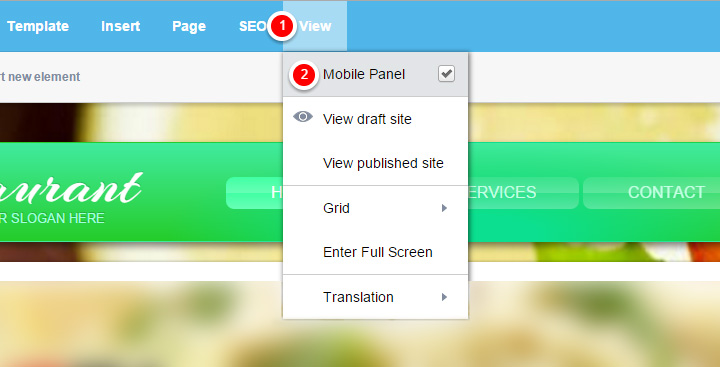 Template Insert Page SEO 1 View
2 Mobile Panel
rt new element
View draft site
View published site
aurant
H ERVICES CONTACT
R SLOGAN HERE
Grid
Enter Full Screen
Translation